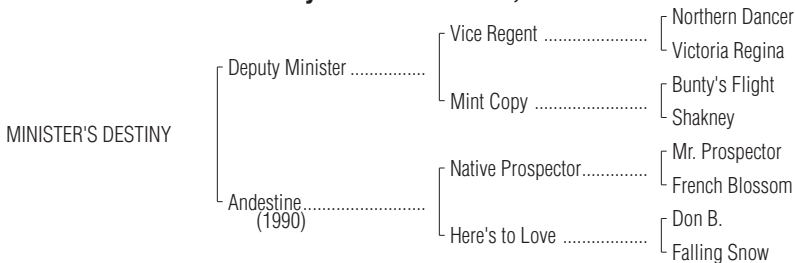 Northern Dancer
Vice Regent ....................
Victoria Regina
Deputy Minister ................
Bunty's Flight
Mint Copy ......................
Shakney
MINISTER'S DESTINY
Mr. Prospector
Native Prospector.............
French Blossom
Andestine..........................
(1990)
Don B.
Here's to Love .................
Falling Snow